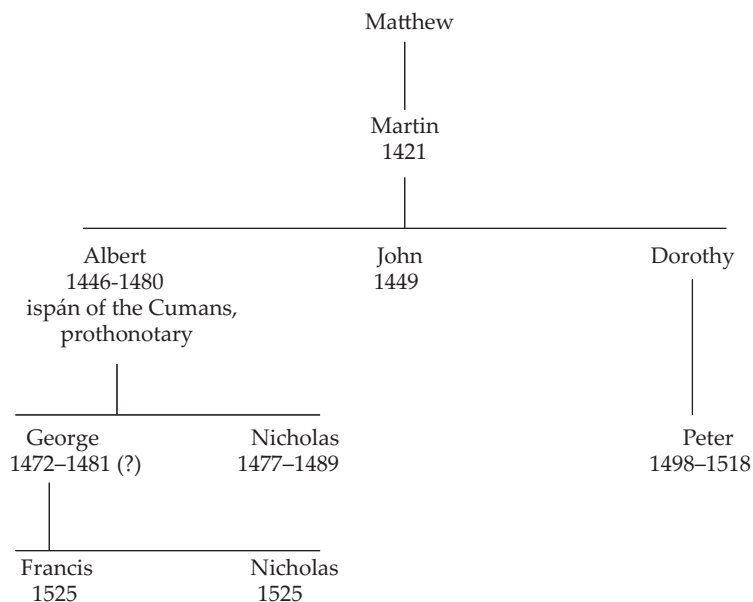 Matthew
Martin
1421
Albert
1446-1480
ispán of the Cumans,
prothonotary
John
1449
Dorothy
George
1472–1481 (?)
Nicholas
1477–1489
Peter
1498–1518
Francis
1525
Nicholas
1525